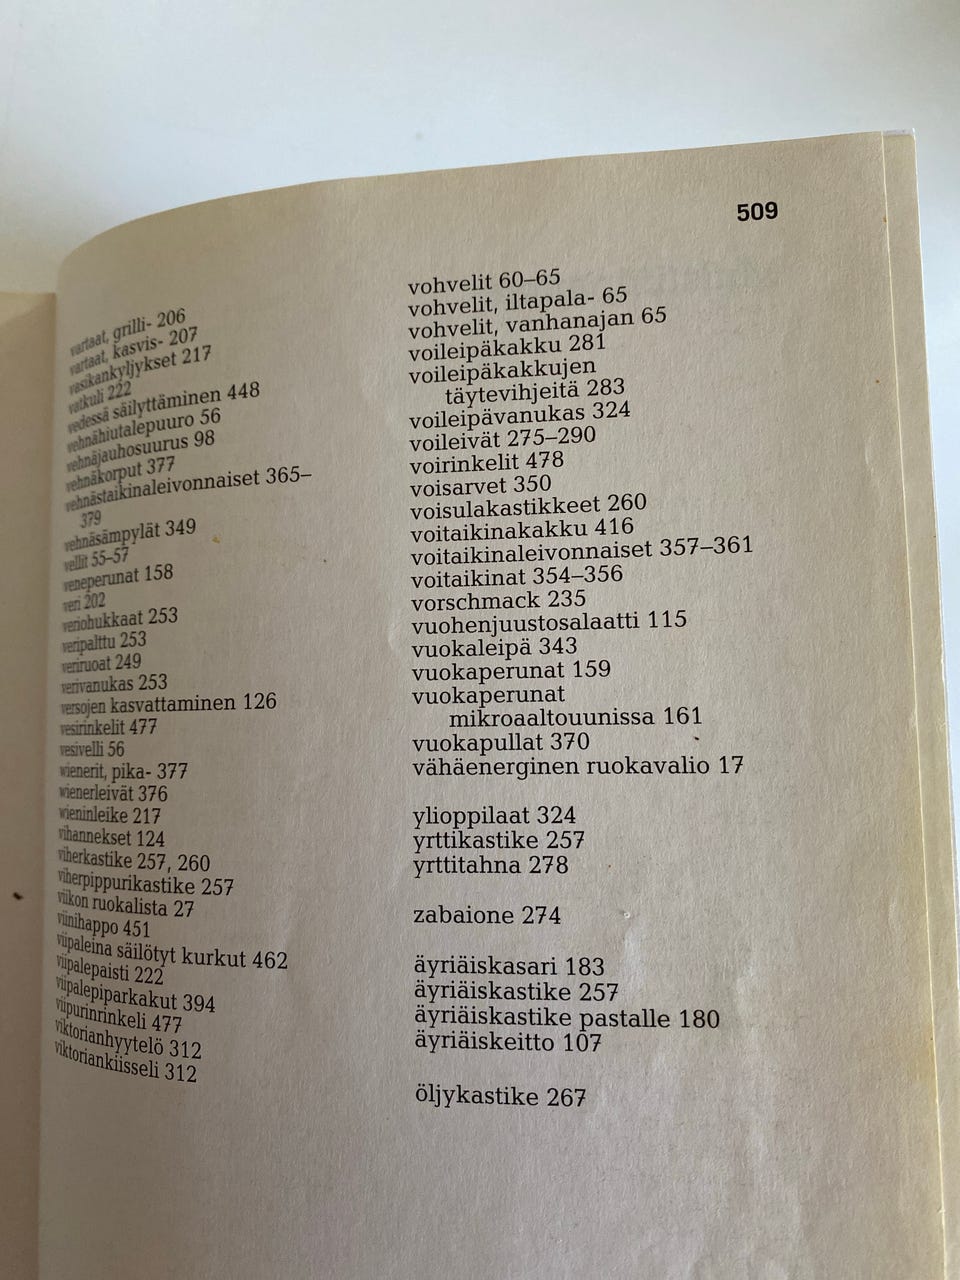 509
vartaat, grilli- 206
vartaat, kasvis- 207
vasikankyljykset 217
vatkuli 222
vedessä säilyttäminen 448
vehnähiutalepuuro 56
vehnäjauhosuurus 98
vehnäkorput 377
vehnästaikinaleivonnaiset 365–
379
vehnäsämpylät 349
vellit 55–57
veneperunat 158
veri 202
veriohukkaat 253
veripalttu 253
veriruoat 249
verivanukas 253
versojen kasvattaminen 126
vesirinkelit 477
vesivelli 56
wienerit, pika- 377
wienerleivät 376
wieninleike 217
vihannekset 124
viherkastike 257, 260
viherpippurikastike 257
viikon ruokalista 27
viinihappo 451
viipaleina säilötyt kurkut 462
viipalepaisti 222
viipalepiparkakut 394
viipurinrinkeli 477
viktorianhyytelö 312
viktoriankiisseli 312
vohvelit 60–65
vohvelit, iltapala- 65
vohvelit, vanhanajan 65
voileipäkakku 281
voileipäkakkujen
täytevihjeitä 283
voileipävanukas 324
voileivät 275–290
voirinkelit 478
voisarvet 350
voisulakastikkeet 260
voitaikinakakku 416
voitaikinaleivonnaiset 357–361
voitaikinat 354–356
vorschmack 235
vuohenjuustosalaatti 115
vuokaleipä 343
vuokaperunat 159
vuokaperunat
mikroaaltouunissa 161
vuokapullat 370
vähäenerginen ruokavalio 17
ylioppilaat 324
yrttikastike 257
yrttitahna 278
zabaione 274
äyriäiskasari 183
äyriäiskastike 257
äyriäiskastike pastalle 180
äyriäiskeitto 107
öljykastike 267